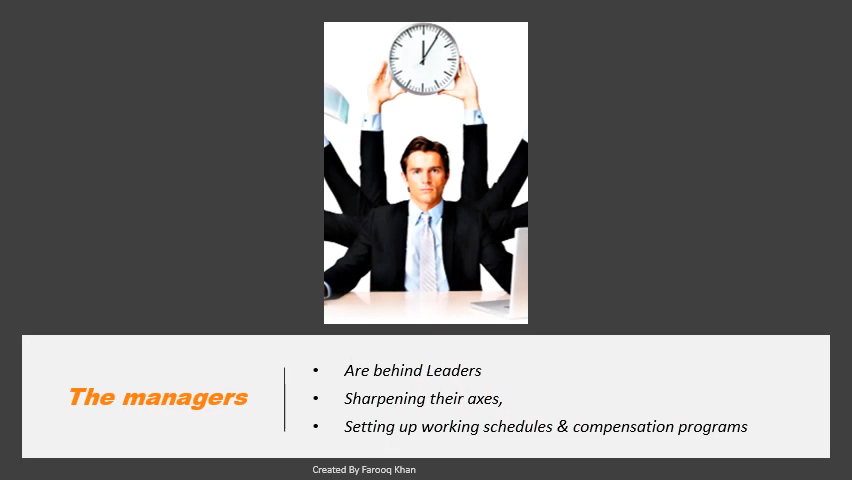 The managers
• Are behind Leaders
• Sharpening their axes,
• Setting up working schedules & compensation programs
Created By Farooq Khan